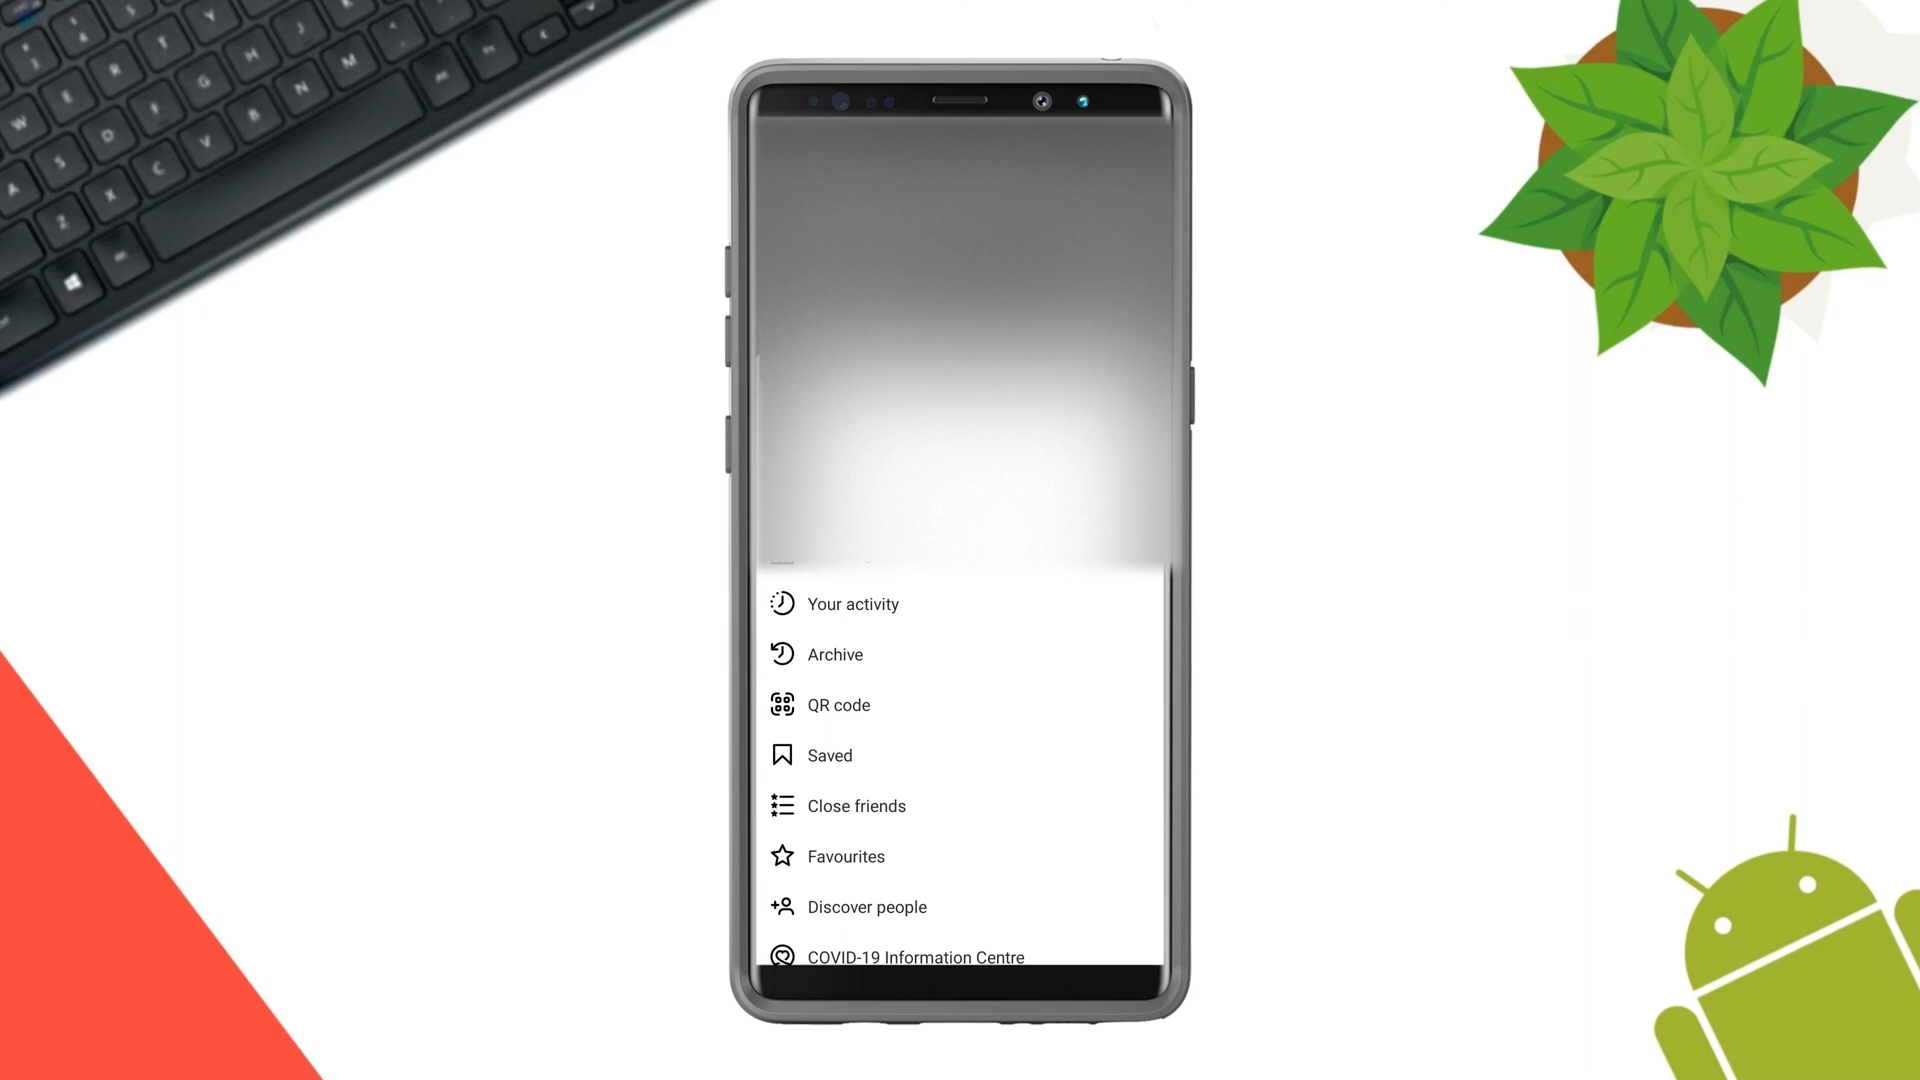 Your activity
Archive
QR code
Saved
Close friends
Favourites
Discover people
COVID-19 Information Centre